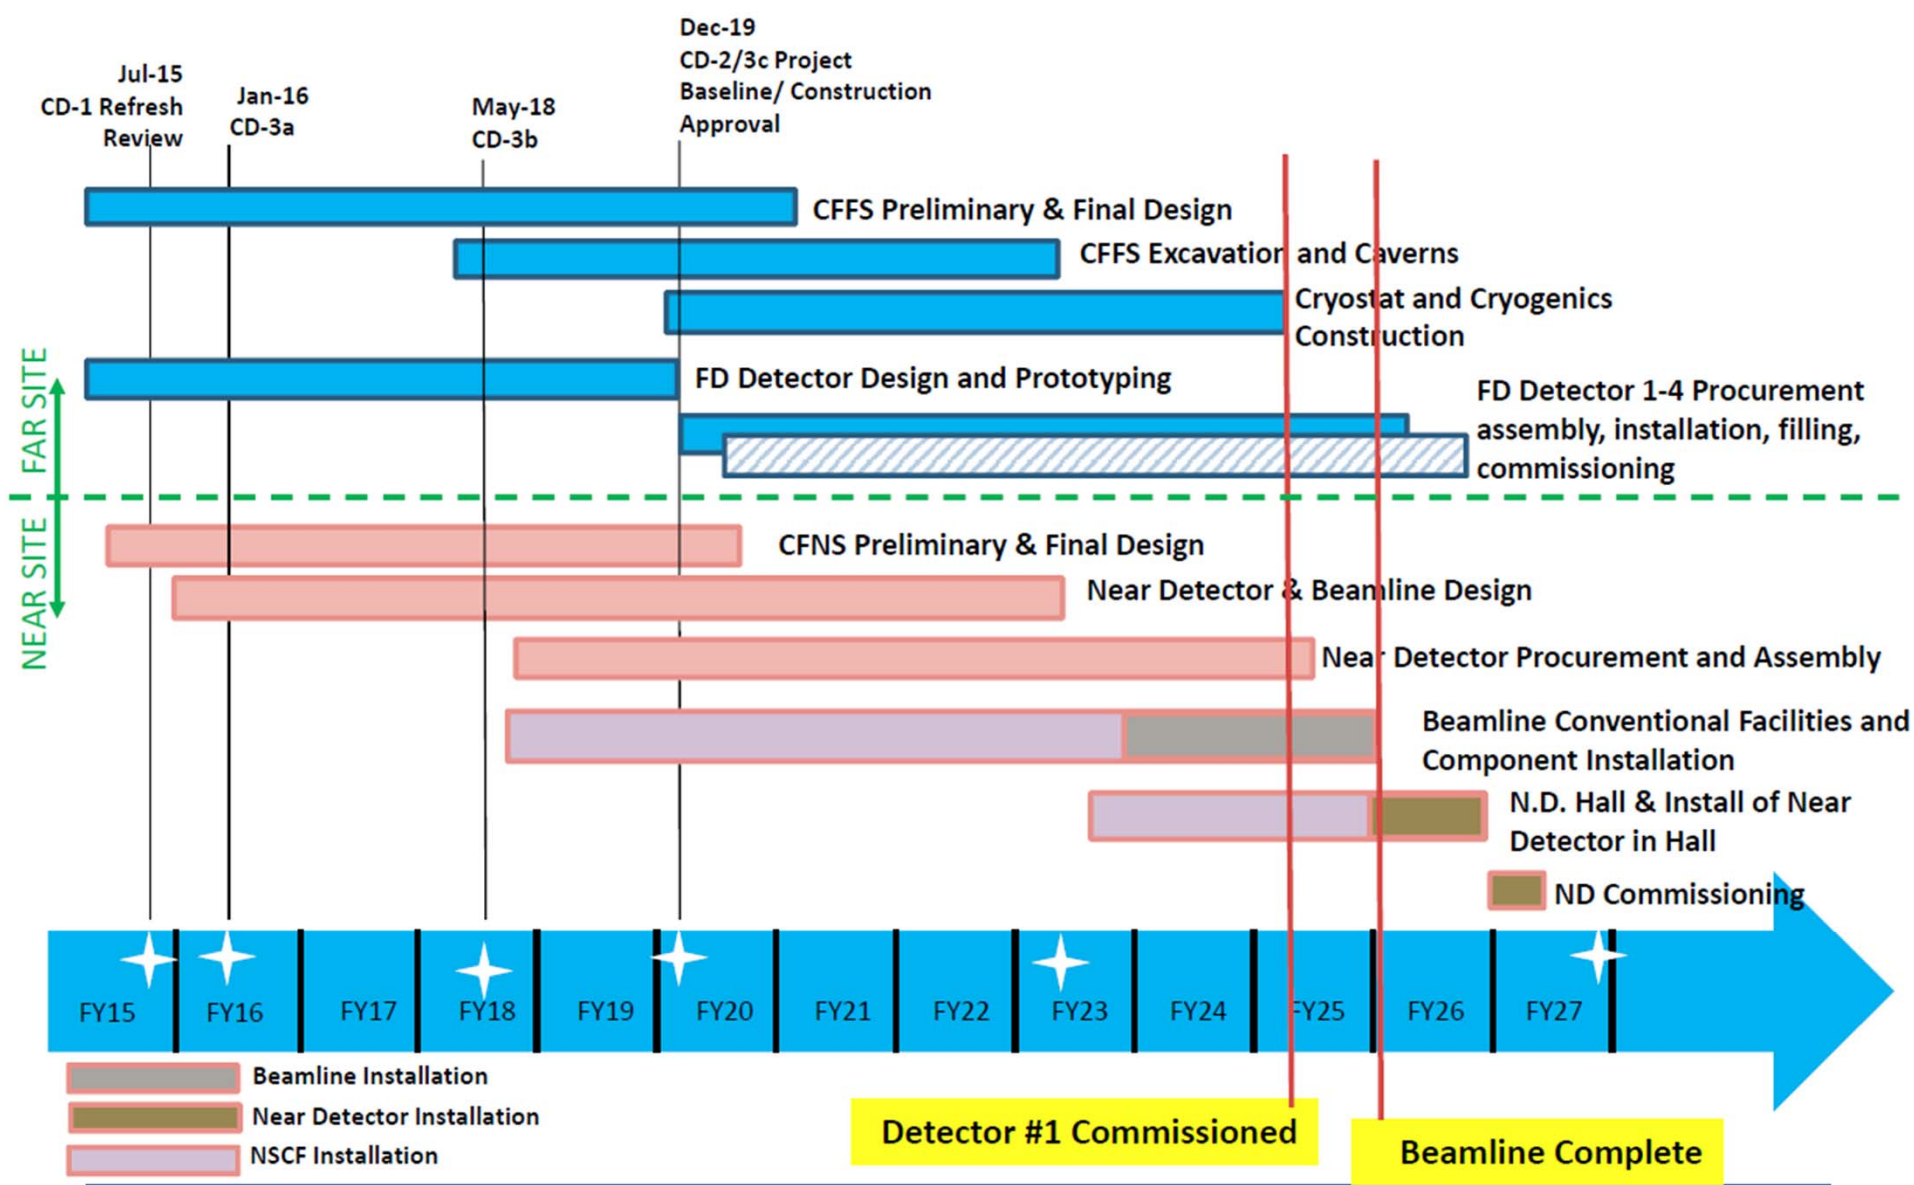 Dec-19
CD-2/3c Project
Baseline/ Construction
Approval
Jul-15
CD-1 Refresh
Review
Jan-16
CD-3a
May-18
CD-3b
CFFS Preliminary & Final Design
CFFS Excavation and Caverns
Cryostat and Cryogenics
Construction
FD Detector Design and Prototyping
FD Detector 1-4 Procurement
assembly, installation, filling,
commissioning
FAR SITE
NEAR SITE
CFNS Preliminary & Final Design
Near Detector & Beamline Design
Near Detector Procurement and Assembly
Beamline Conventional Facilities and
Component Installation
N.D. Hall & Install of Near
Detector in Hall
ND Commissioning
FY15 FY16 FY17 FY18 FY19 FY20 FY21 FY22 FY23 FY24 FY25 FY26 FY27
Beamline Installation
Near Detector Installation
NSCF Installation
Detector #1 Commissioned
Beamline Complete